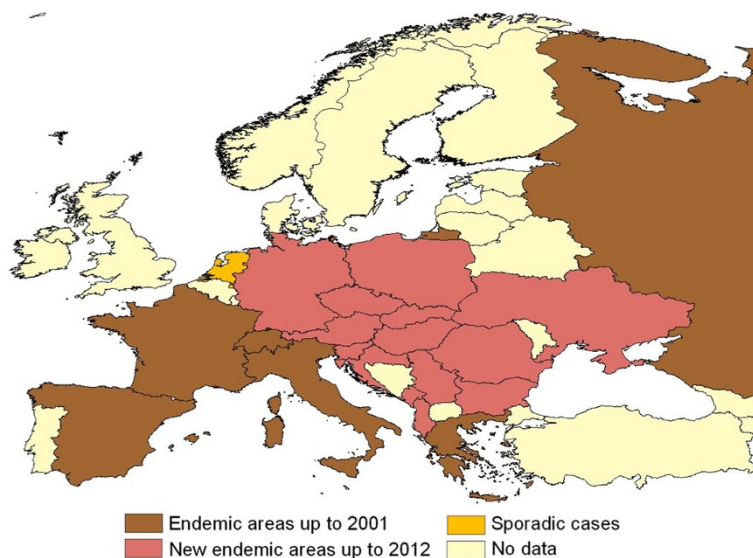 Endemic areas up to 2001
Sporadic cases
New endemic areas up to 2012
No data